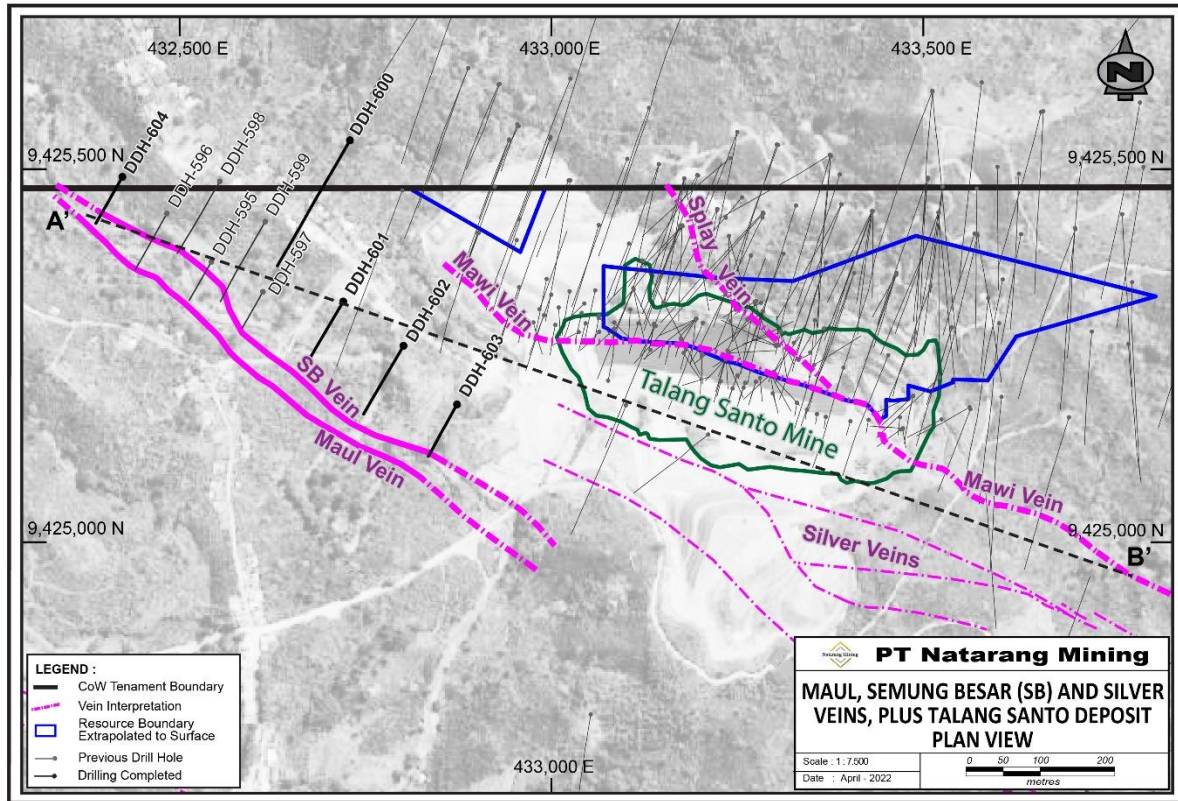 432,500 E
433,000 E
433,500 E
N
9,425,500 N
9,425,500 N
DDH-604
DDH-596
DDH-598
DDH-595
DDH-599
DDH-600
DDH-597
DDH-601
DDH-602
DDH-603
A'
Splay
vein
Mawi Vein
SB Vein
Maul Vein
Talang Santo Mine
Mawi Vein
Silver Veins
B'
9,425,000 N
9,425,000 N
433,000 E
LEGEND :
CoW Tenament Boundary
Vein Interpretation
Resource Boundary
Extrapolated to Surface
Previous Drill Hole
Drilling Completed
Natarang Mining
PT Natarang Mining
MAUL, SEMUNG BESAR (SB) AND SILVER
VEINS, PLUS TALANG SANTO DEPOSIT
PLAN VIEW
Scale : 1 : 7.500
Date : April - 2022
0 50 100 200
metres